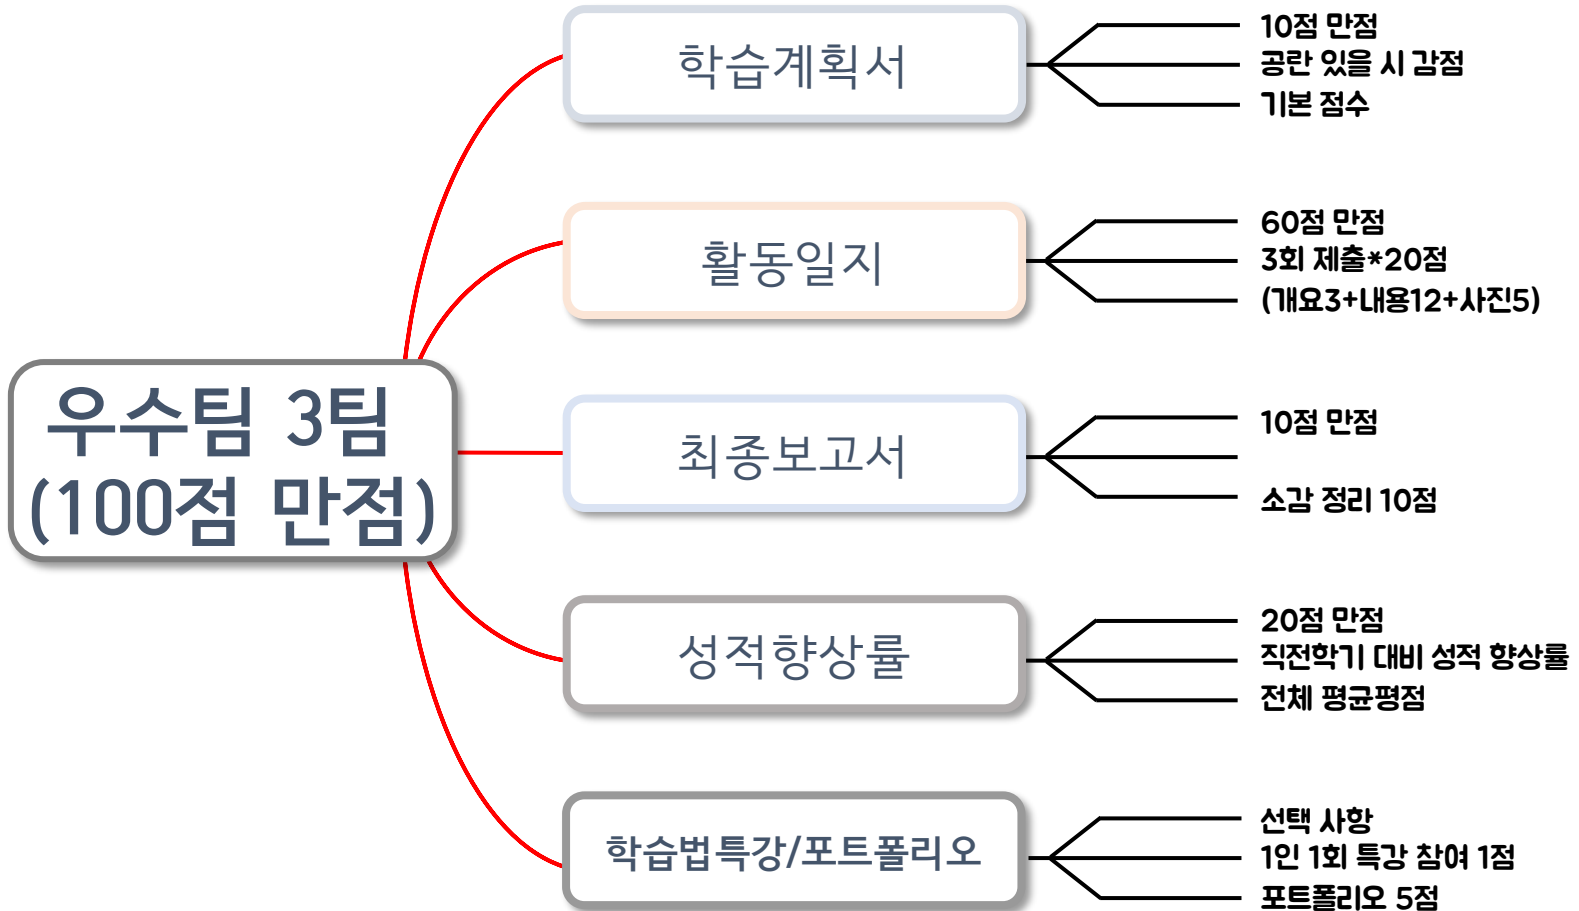 우수팀 3팀
(100점 만점)
학습계획서
10점 만점
공란 있을 시 감점
기본 점수
활동일지
60점 만점
3회 제출*20점
(개요3+내용12+사진5)
최종보고서
10점 만점
소감 정리 10점
성적향상률
20점 만점
직전학기 대비 성적 향상률
전체 평균평점
학습법특강/포트폴리오
선택 사항
1인 1회 특강 참여 1점
포트폴리오 5점